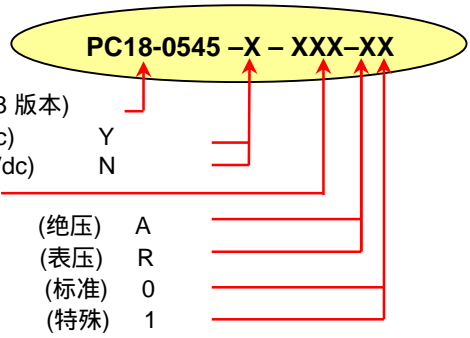 PC18-0545 –X – XXX–XX
版本)
c) Y
/dc) N
(绝压) A
(表压) R
(标准) 0
(特殊) 1